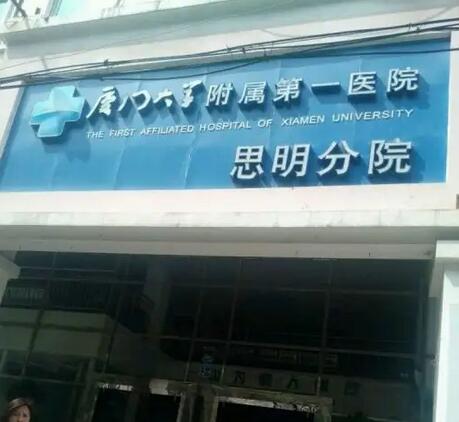 厦门大学附属第一医院
THE FIRST AFFILIATED HOSPITAL OF XIAMEN UNIVERSITY
思明分院